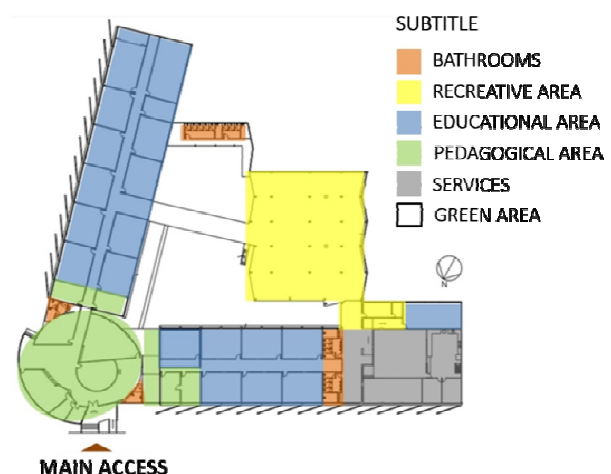 SUBTITLE
BATHROOMS
RECREATIVE AREA
EDUCATIONAL AREA
PEDAGOGICAL AREA
SERVICES
GREEN AREA
N
MAIN ACCESS